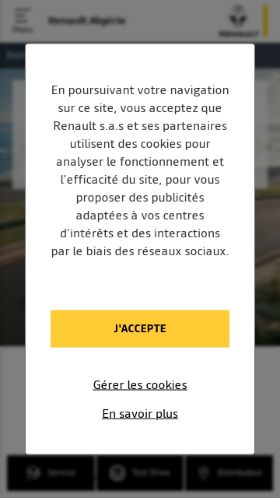 Menu
Renault Algérie
RENAULT
En poursuivant votre navigation
sur ce site, vous acceptez que
Renault s.a.s et ses partenaires
utilisent des cookies pour
analyser le fonctionnement et
l'efficacité du site, pour vous
proposer des publicités
adaptées à vos centres
d'intérêts et des interactions
par le biais des réseaux sociaux.
J'ACCEPTE
Gérer les cookies
En savoir plus
Service
Test Drive
Distributeur